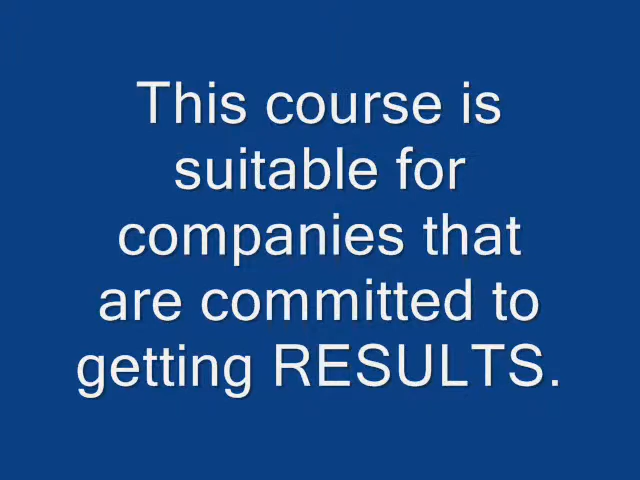 This course is
suitable for
companies that
are committed to
getting RESULTS.